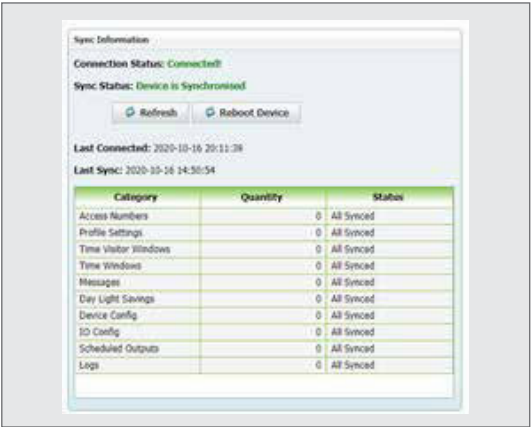 Sync Information
Connection Status: Connected!
Sync Status: Device is Synchronised
Refresh Reboot Device
Last Connected: 2020-10-16 20:11:39
Last Sync: 2020-10-16 14:50:54
Category Quantity Status
Access Numbers 0 All Synced
Profile Settings 0 All Synced
Time Visitor Windows 0 All Synced
Time Windows 0 All Synced
Messages 0 All Synced
Day Light Savings 0 All Synced
Device Config 0 All Synced
IO Config 0 All Synced
Scheduled Outputs 0 All Synced
Logs 0 All Synced